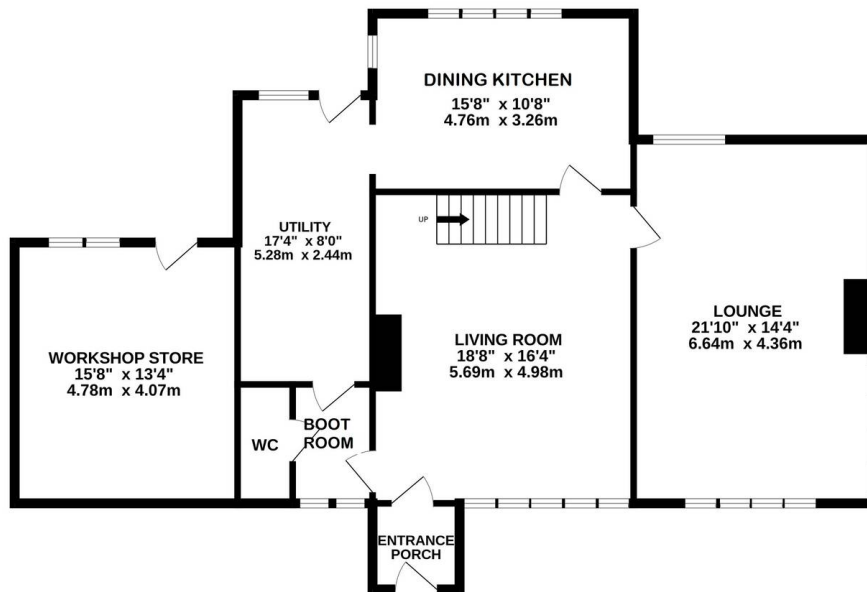 DINING KITCHEN
15'8" x 10'8"
4.76m x 3.26m
UTILITY
17'4" x 8'0"
5.28m x 2.44m
UP
LOUNGE
21'10" x 14'4"
6.64m x 4.36m
LIVING ROOM
18'8" x 16'4"
5.69m x 4.98m
WORKSHOP STORE
15'8" x 13'4"
4.78m x 4.07m
WC
BOOT
ROOM
ENTRANCE
PORCH